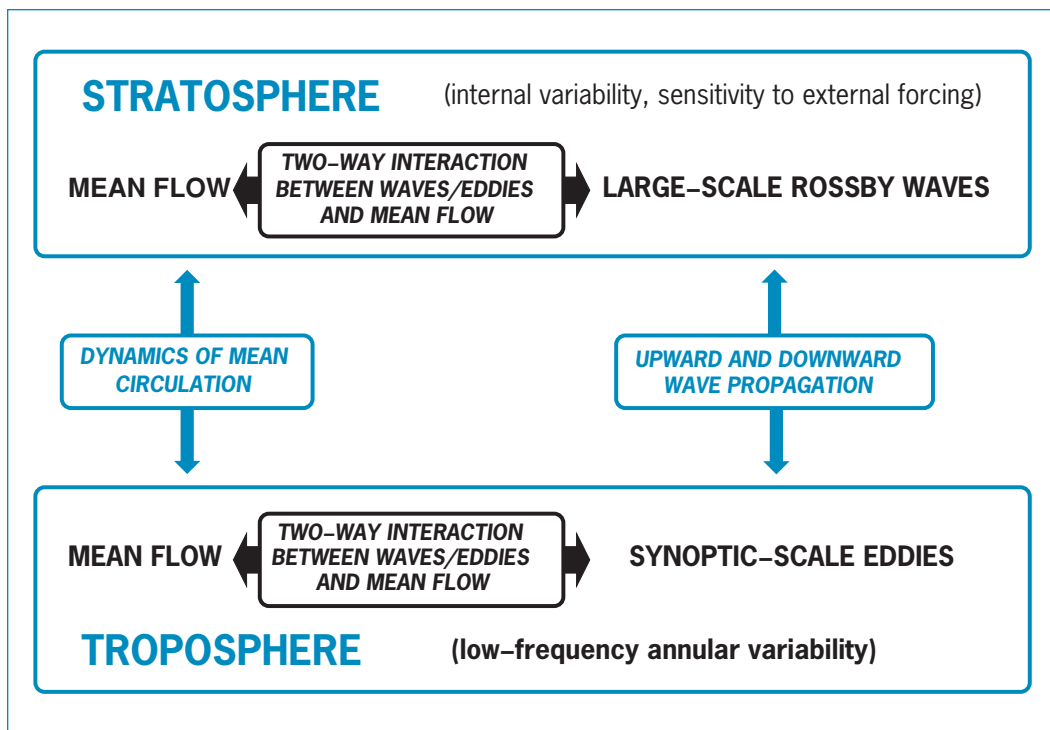 STRATOSPHERE (internal variability, sensitivity to external forcing)
MEAN FLOW
TWO–WAY INTERACTION
BETWEEN WAVES/EDDIES
AND MEAN FLOW
LARGE–SCALE ROSSBY WAVES
DYNAMICS OF MEAN
CIRCULATION
UPWARD AND DOWNWARD
WAVE PROPAGATION
MEAN FLOW
TWO–WAY INTERACTION
BETWEEN WAVES/EDDIES
AND MEAN FLOW
SYNOPTIC–SCALE EDDIES
TROPOSPHERE (low–frequency annular variability)